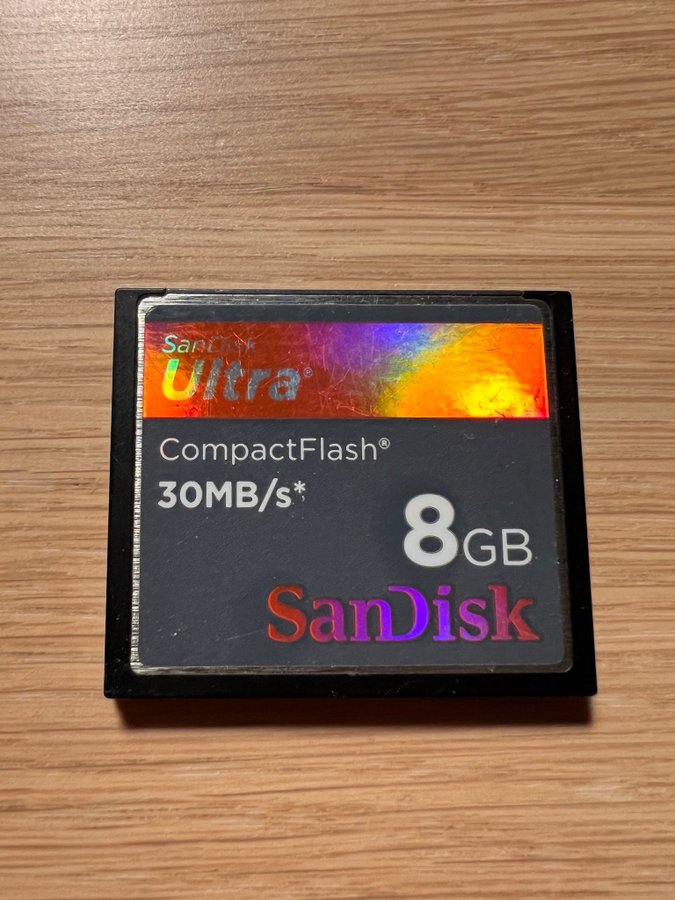 SanDisk
Ultra®
CompactFlash®
30MB/s*
8GB
SanDisk